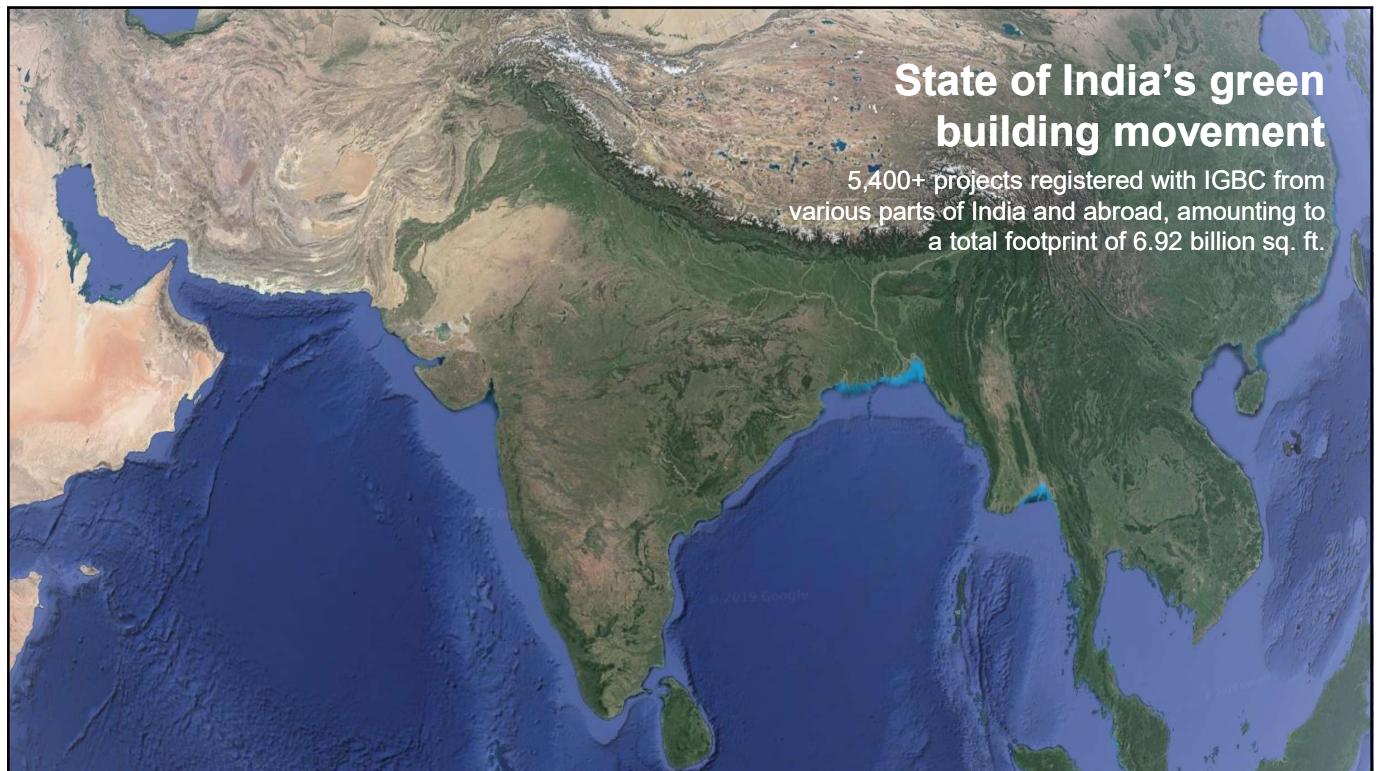 State of India’s green
building movement
5,400+ projects registered with IGBC from
various parts of India and abroad, amounting to
a total footprint of 6.92 billion sq. ft.
© 2019 Google